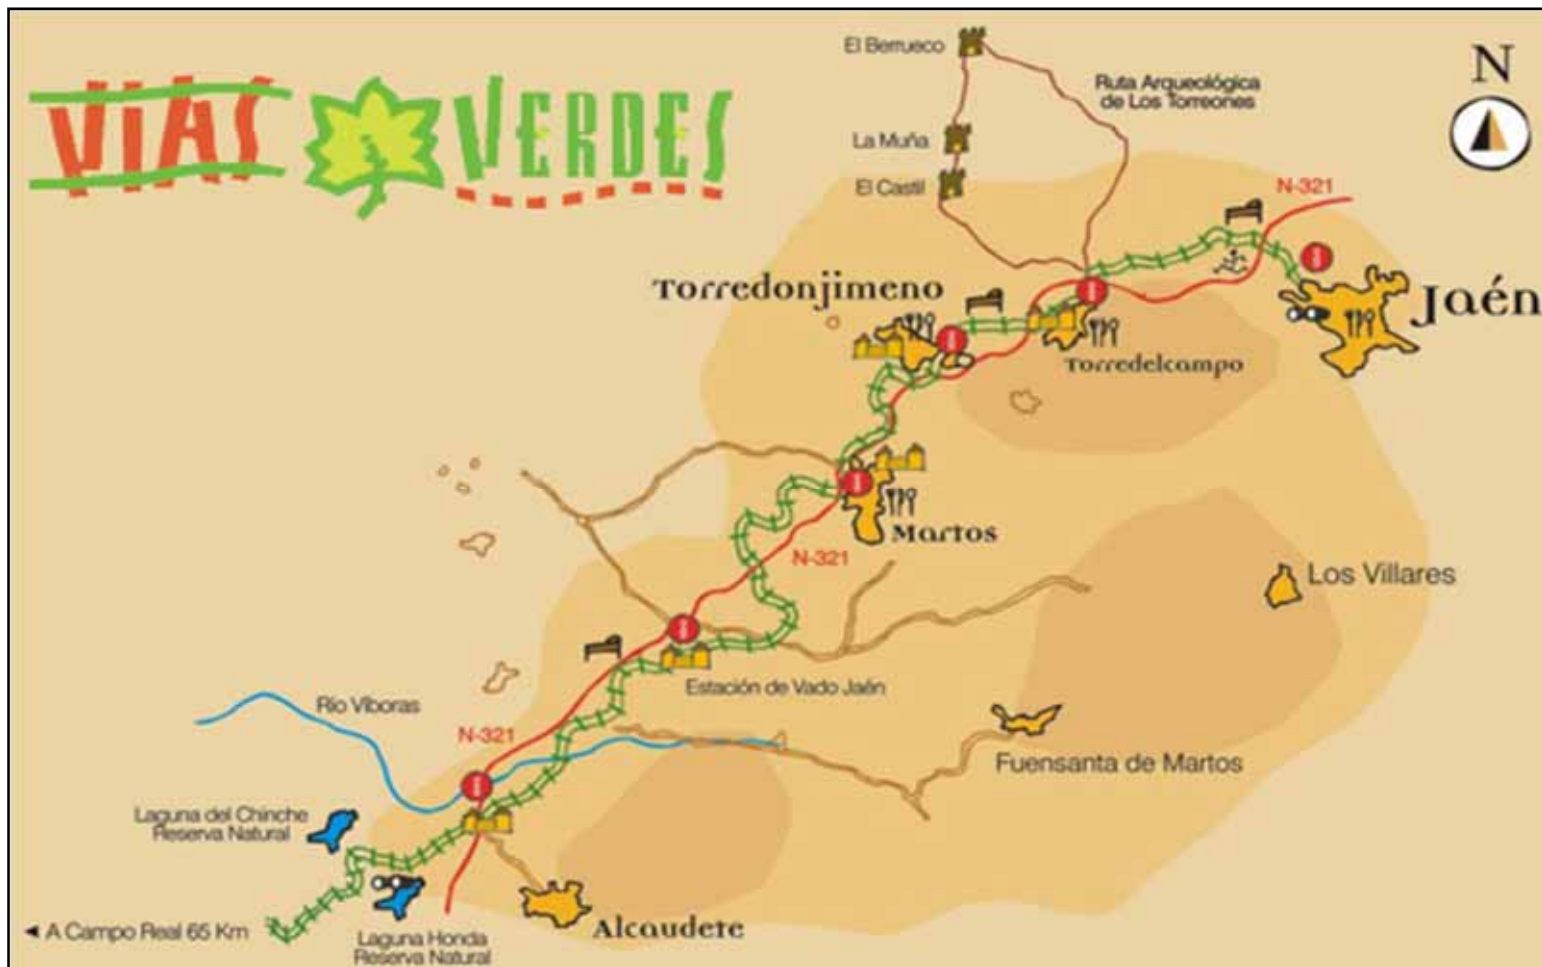 VIAS VERDES
El Berrueco
Ruta Arqueológica
de Los Torreones
N
La Muña
El Castil
N-321
Torredonjimeno
Jaén
Torredelcampo
Martos
N-321
Los Villares
Estación de Vado Jaén
Río Víboras
N-321
Fuensanta de Martos
Laguna del Chinche
Reserva Natural
A Campo Real 65 Km
Alcaudete
Laguna Honda
Reserva Natural